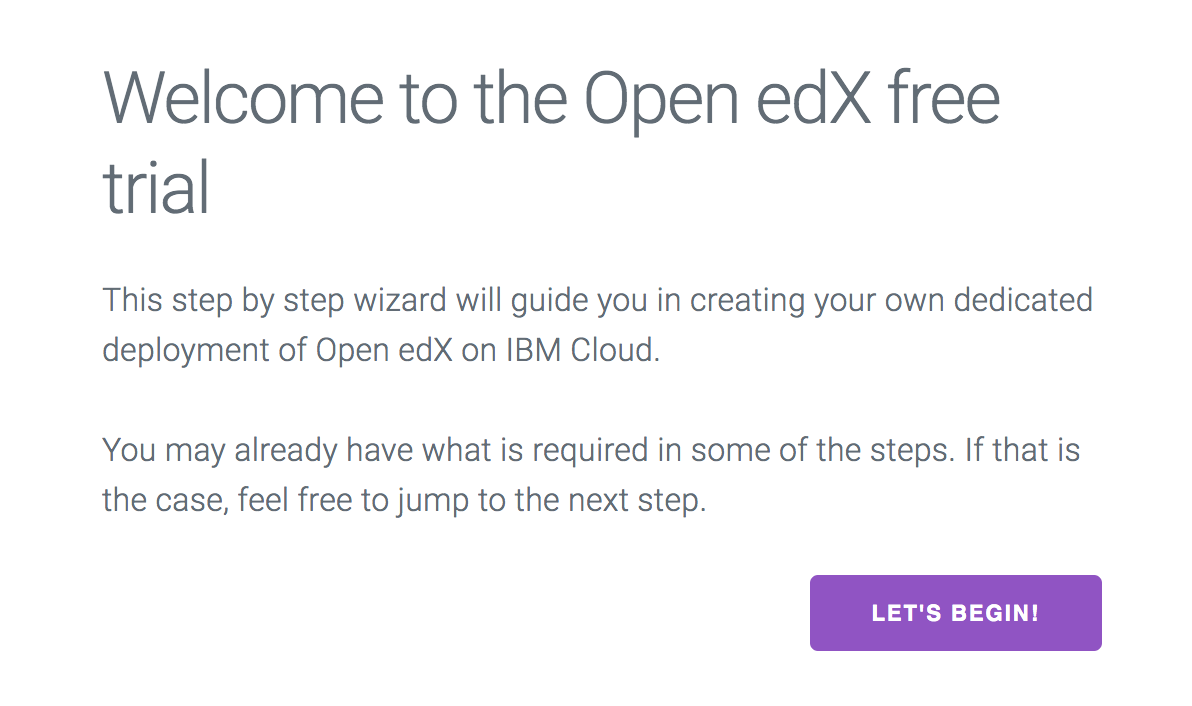 Welcome to the Open edX free
trial
This step by step wizard will guide you in creating your own dedicated
deployment of Open edX on IBM Cloud.
You may already have what is required in some of the steps. If that is
the case, feel free to jump to the next step.
LET'S BEGIN!